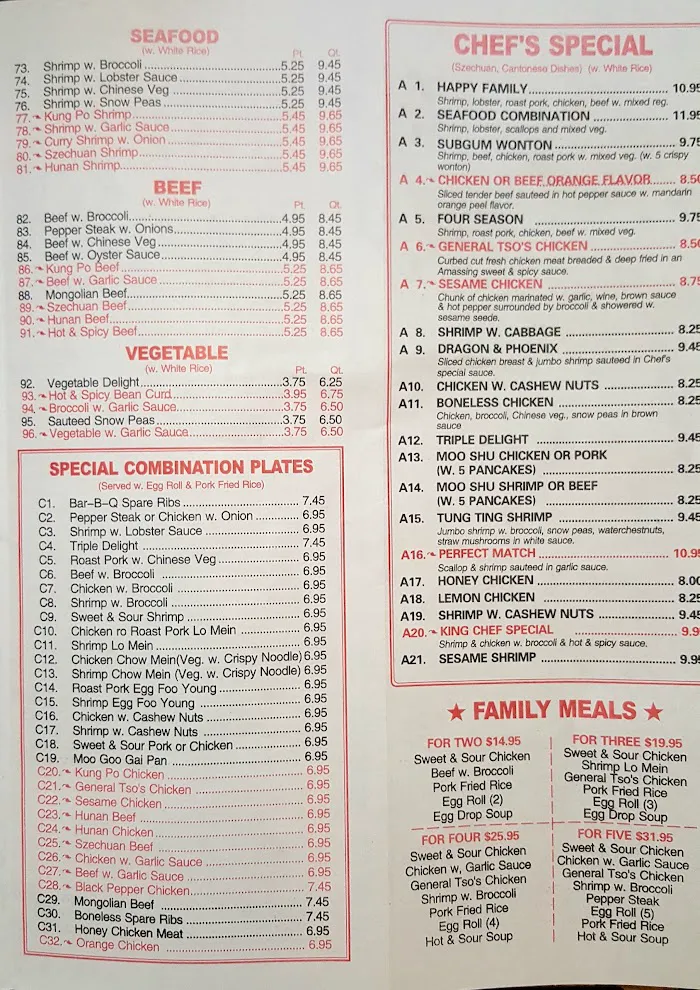 SEAFOOD
(w. White Rice)
Pt. Qt.
73. Shrimp w. Broccoli 5.25 9.45
74. Shrimp w. Lobster Sauce 5.25 9.45
75. Shrimp w. Chinese Veg 5.25 9.45
76. Shrimp w. Snow Peas 5.25 9.45
77. Kung Po Shrimp 5.45 9.65
78. Shrimp w. Garlic Sauce 5.45 9.65
79. Curry Shrimp w. Onion 5.45 9.65
80. Szechuan Shrimp 5.45 9.65
81. Hunan Shrimp 5.45 9.65
BEEF
(w. White Rice)
Pt. Qt.
82. Beef w. Broccoli 4.95 8.45
83. Pepper Steak w. Onions 4.95 8.45
84. Beef w. Chinese Veg 4.95 8.45
85. Beef w. Oyster Sauce 4.95 8.45
86. Kung Po Beef 5.25 8.65
87. Beef w. Garlic Sauce 5.25 8.65
88. Mongolian Beef 5.25 8.65
89. Szechuan Beef 5.25 8.65
90. Hunan Beef 5.25 8.65
91. Hot & Spicy Beef 5.25 8.65
VEGETABLE
(w. White Rice)
Pt. Qt.
92. Vegetable Delight 3.75 6.25
93. Hot & Spicy Bean Curd 3.95 6.75
94. Broccoli w. Garlic Sauce 3.75 6.50
95. Sauteed Snow Peas 3.75 6.50
96. Vegetable w. Garlic Sauce 3.75 6.50
SPECIAL COMBINATION PLATES
(Served w. Egg Roll & Pork Fried Rice)
C1. Bar-B-Q Spare Ribs 7.45
C2. Pepper Steak or Chicken w. Onion 6.95
C3. Shrimp w. Lobster Sauce 6.95
C4. Triple Delight 7.45
C5. Roast Pork w. Chinese Veg 6.95
C6. Beef w. Broccoli 6.95
C7. Chicken w. Broccoli 6.95
C8. Shrimp w. Broccoli 6.95
C9. Sweet & Sour Shrimp 6.95
C10. Chicken ro Roast Pork Lo Mein 6.95
C11. Shrimp Lo Mein 6.95
C12. Chicken Chow Mein(Veg. w. Crispy Noodle) 6.95
C13. Shrimp Chow Mein (Veg. w. Crispy Noodle) 6.95
C14. Roast Pork Egg Foo Young 6.95
C15. Shrimp Egg Foo Young 6.95
C16. Chicken w. Cashew Nuts 6.95
C17. Shrimp w. Cashew Nuts 6.95
C18. Sweet & Sour Pork or Chicken 6.95
C19. Moo Goo Gai Pan 6.95
C20. Kung Po Chicken 6.95
C21. General Tso's Chicken 6.95
C22. Sesame Chicken 6.95
C23. Hunan Beef 6.95
C24. Hunan Chicken 6.95
C25. Szechuan Beef 6.95
C26. Chicken w. Garlic Sauce 6.95
C27. Beef w. Garlic Sauce 6.95
C28. Black Pepper Chicken 7.45
C29. Mongolian Beef 7.45
C30. Boneless Spare Ribs 7.45
C31. Honey Chicken Meat 6.95
C32. Orange Chicken 6.95
CHEF'S SPECIAL
(Szechuan, Cantonese Dishes) (w. White Rice)
A 1. HAPPY FAMILY 10.95
Shrimp, lobster, roast pork, chicken, beef w. mixed reg.
A 2. SEAFOOD COMBINATION 11.95
Shrimp, lobster, scallops and mixed veg.
A 3. SUBGUM WONTON 9.75
Shrimp, beef, chicken, roast pork w. mixed veg. (w. 5 crispy
wonton)
A 4. CHICKEN OR BEEF ORANGE FLAVOR 8.50
Sliced tender beef sauteed in hot pepper sauce w. mandarin
orange peel flavor.
A 5. FOUR SEASON 9.75
Shrimp, roast pork, chicken, beef w. mixed veg.
A 6. GENERAL TSO'S CHICKEN 8.50
Curbed cut fresh chicken meat breaded & deep fried in an
Amassing sweet & spicy sauce.
A 7. SESAME CHICKEN 8.75
Chunk of chicken marinated w. garlic, wine, brown sauce
& hot pepper surrounded by broccoli & showered w.
sesame seede.
A 8. SHRIMP W. CABBAGE 8.25
A 9. DRAGON & PHOENIX 9.45
Sliced chicken breast & jumbo shrimp sauteed in Chef's
special sauce.
A10. CHICKEN W. CASHEW NUTS 8.25
A11. BONELESS CHICKEN 8.25
Chicken, broccoli, Chinese veg., snow peas in brown
sauce
A12. TRIPLE DELIGHT 9.45
A13. MOO SHU CHICKEN OR PORK
(W. 5 PANCAKES) 8.25
A14. MOO SHU SHRIMP OR BEEF
(W. 5 PANCAKES) 8.25
A15. TUNG TING SHRIMP 9.45
Jumbo shrimp w. broccoli, snow peas, waterchestnuts,
straw mushrooms in white sauce.
A16. PERFECT MATCH 10.95
Scallop & shrimp sauteed in garlic sauce.
A17. HONEY CHICKEN 8.00
A18. LEMON CHICKEN 8.25
A19. SHRIMP W. CASHEW NUTS 9.45
A20. KING CHEF SPECIAL 9.9
Shrimp & chicken w. broccoli & hot & spicy sauce.
A21. SESAME SHRIMP 9.95
★ FAMILY MEALS ★
FOR TWO $14.95
Sweet & Sour Chicken
Beef w. Broccoli
Pork Fried Rice
Egg Roll (2)
Egg Drop Soup
FOR THREE $19.95
Sweet & Sour Chicken
Shrimp Lo Mein
General Tso's Chicken
Pork Fried Rice
Egg Roll (3)
Egg Drop Soup
FOR FOUR $25.95
Sweet & Sour Chicken
Chicken w, Garlic Sauce
General Tso's Chicken
Shrimp w. Broccoli
Pork Fried Rice
Egg Roll (4)
Hot & Sour Soup
FOR FIVE $31.95
Sweet & Sour Chicken
Chicken w. Garlic Sauce
General Tso's Chicken
Shrimp w. Broccoli
Pepper Steak
Egg Roll (5)
Pork Fried Rice
Hot & Sour Soup